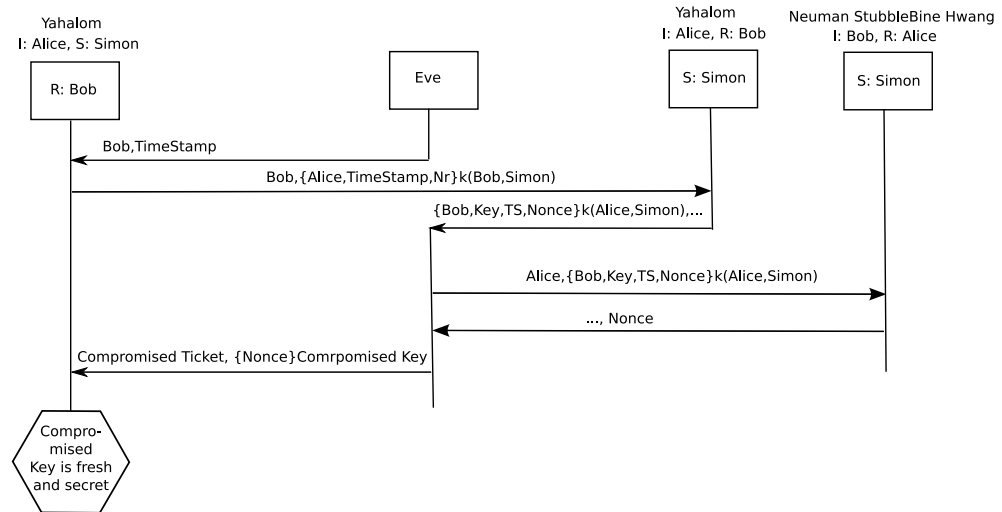 Yahalom
I: Alice, S: Simon
R: Bob
Eve
Yahalom
I: Alice, R: Bob
S: Simon
Neuman StubbleBine Hwang
I: Bob, R: Alice
S: Simon
Bob,TimeStamp
Bob,{Alice,TimeStamp,Nr}k(Bob,Simon)
{Bob,Key,TS,Nonce}k(Alice,Simon),...
Alice,{Bob,Key,TS,Nonce}k(Alice,Simon)
..., Nonce
Compromised Ticket, {Nonce}Comrpomised Key
Compro-
mised
Key is fresh
and secret